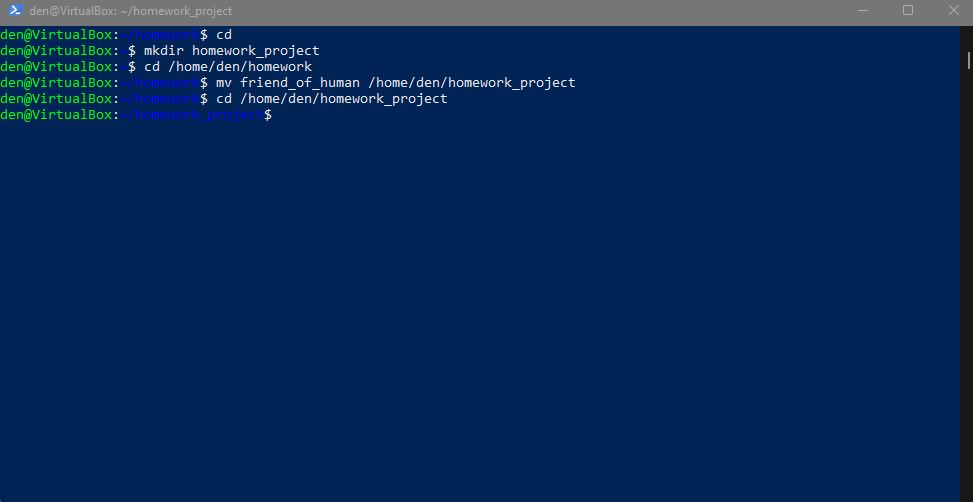 den@VirtualBox: ~/homework_project
den@VirtualBox:~/homework$ cd
den@VirtualBox:~$ mkdir homework_project
den@VirtualBox:~$ cd /home/den/homework
den@VirtualBox:~/homework$ mv friend_of_human /home/den/homework_project
den@VirtualBox:~/homework$ cd /home/den/homework_project
den@VirtualBox:~/homework_project$